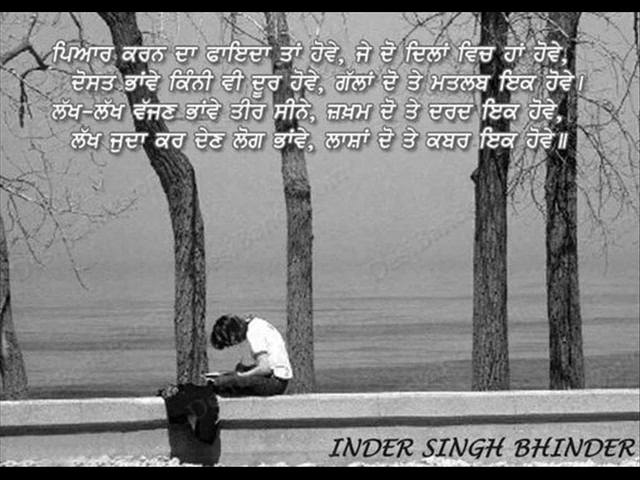 ਪਿਆਰ ਕਰਨ ਦਾ ਫਾਇਦਾ ਤਾਂ ਹੋਵੇ, ਜੇ ਦੋ ਦਿਲਾਂ ਵਿਚ ਹਾਂ ਹੋਵੇ,
ਦੋਸਤ ਭਾਂਵੇ ਕਿੰਨੀ ਵੀ ਦੂਰ ਹੋਵੇ, ਗੱਲਾਂ ਦੋ ਤੇ ਮਤਲਬ ਇਕ ਹੋਵੇ।
ਲੱਖ-ਲੱਖ ਵੱਜਣ ਭਾਂਵੇ ਤੀਰ ਸੀਨੇ, ਜ਼ਖ਼ਮ ਦੋ ਤੇ ਦਰਦ ਇਕ ਹੋਵੇ,
ਲੱਖ ਜੁਦਾ ਕਰ ਦੇਣ ਲੋਗ ਭਾਂਵੇ, ਲਾਸ਼ਾਂ ਦੋ ਤੇ ਕਬਰ ਇਕ ਹੋਵੇ॥
INDER SINGH BHINDER